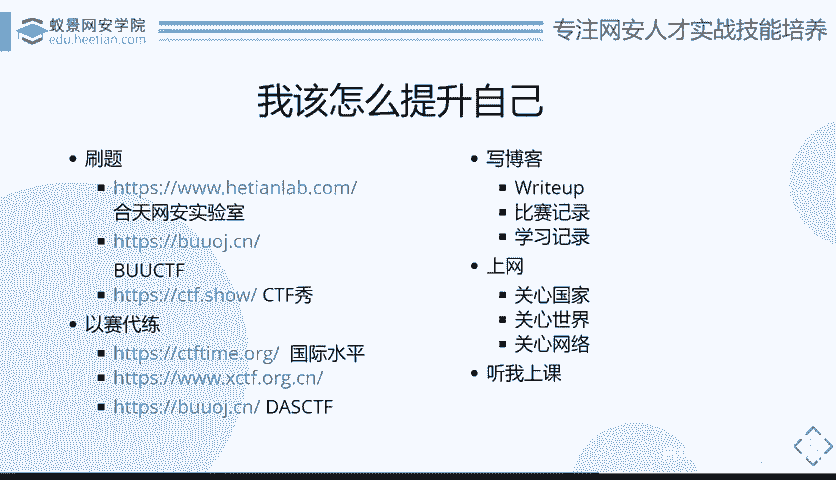 蚁景网安学院
edu.heetian.com
专注网安人才实战技能培养
我该怎么提升自己
刷题
https://www.hetianlab.com/
合天网安实验室
https://buuoj.cn/
BUUCTF
https://ctf.show/ CTF秀
以赛代练
https://ctftime.org/ 国际水平
https://www.xctf.org.cn/
https://buuoj.cn/ DASCTF
写博客
Writeup
比赛记录
学习记录
上网
关心国家
关心世界
关心网络
听我上课